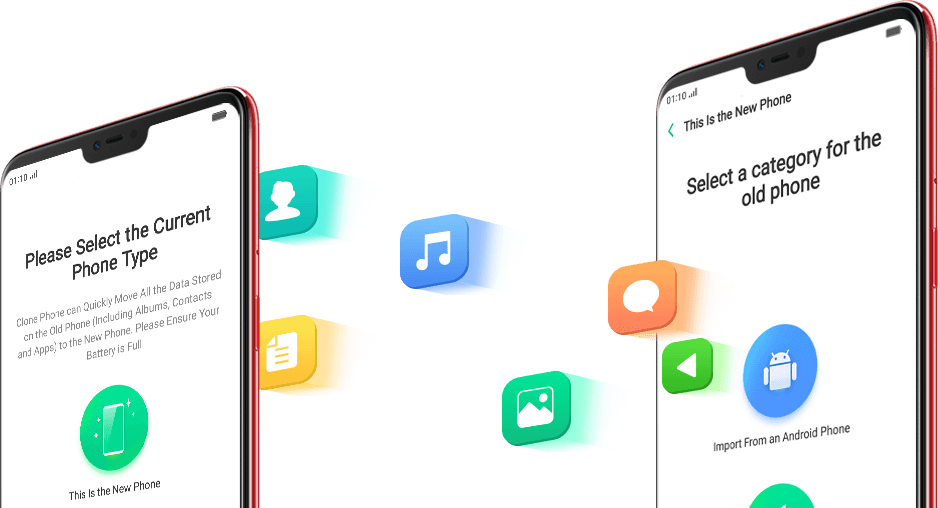 01:10
Please Select the Current
Phone Type
Clone Phone can Quickly Move All the Data Stored
on the Old Phone (Including Albums, Contacts
and Apps) to the New Phone. Please Ensure Your
Battery is Full
This Is the New Phone
01:10
This Is the New Phone
Select a category for the
old phone
Import From an Android Phone